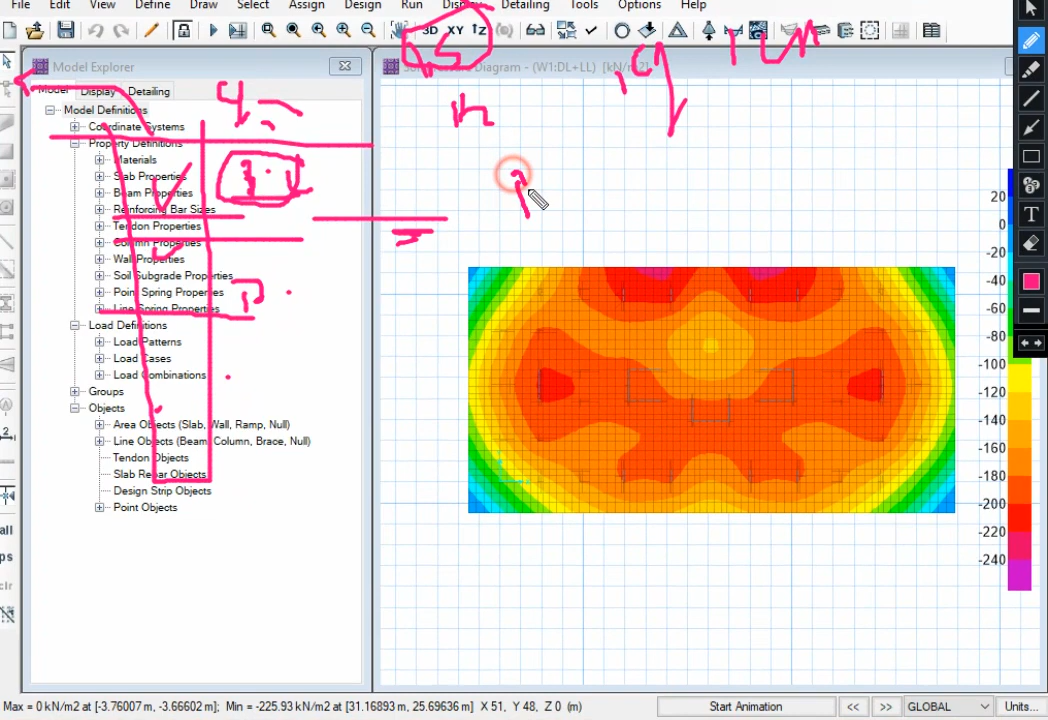 File Edit View Define Draw Select Assign Design Run Display Detailing Tools Options Help
3D XY
Model Explorer
Diagram - (W1:DL+LL) [kN/m2]
Model Display Detailing
Model Definitions
Coordinate Systems
Property Definitions
Materials
Slab Properties
Beam Properties
Reinforcing Bar Sizes
Tendon Properties
Column Properties
Wall Properties
Soil Subgrade Properties
Point Spring Properties
Line Spring Properties
Load Definitions
Load Patterns
Load Cases
Load Combinations
Groups
Objects
Area Objects (Slab, Wall, Ramp, Null)
Line Objects (Beam, Column, Brace, Null)
Tendon Objects
Slab Rebar Objects
Design Strip Objects
Point Objects
20
0
-20
-40
-60
-80
-100
-120
-140
-160
-180
-200
-220
-240
Max = 0 kN/m2 at [-3.76007 m, -3.66602 m]; Min = -225.93 kN/m2 at [31.16893 m, 25.69636 m] X 51, Y 48, Z 0 (m)
Start Animation << >> GLOBAL Units...